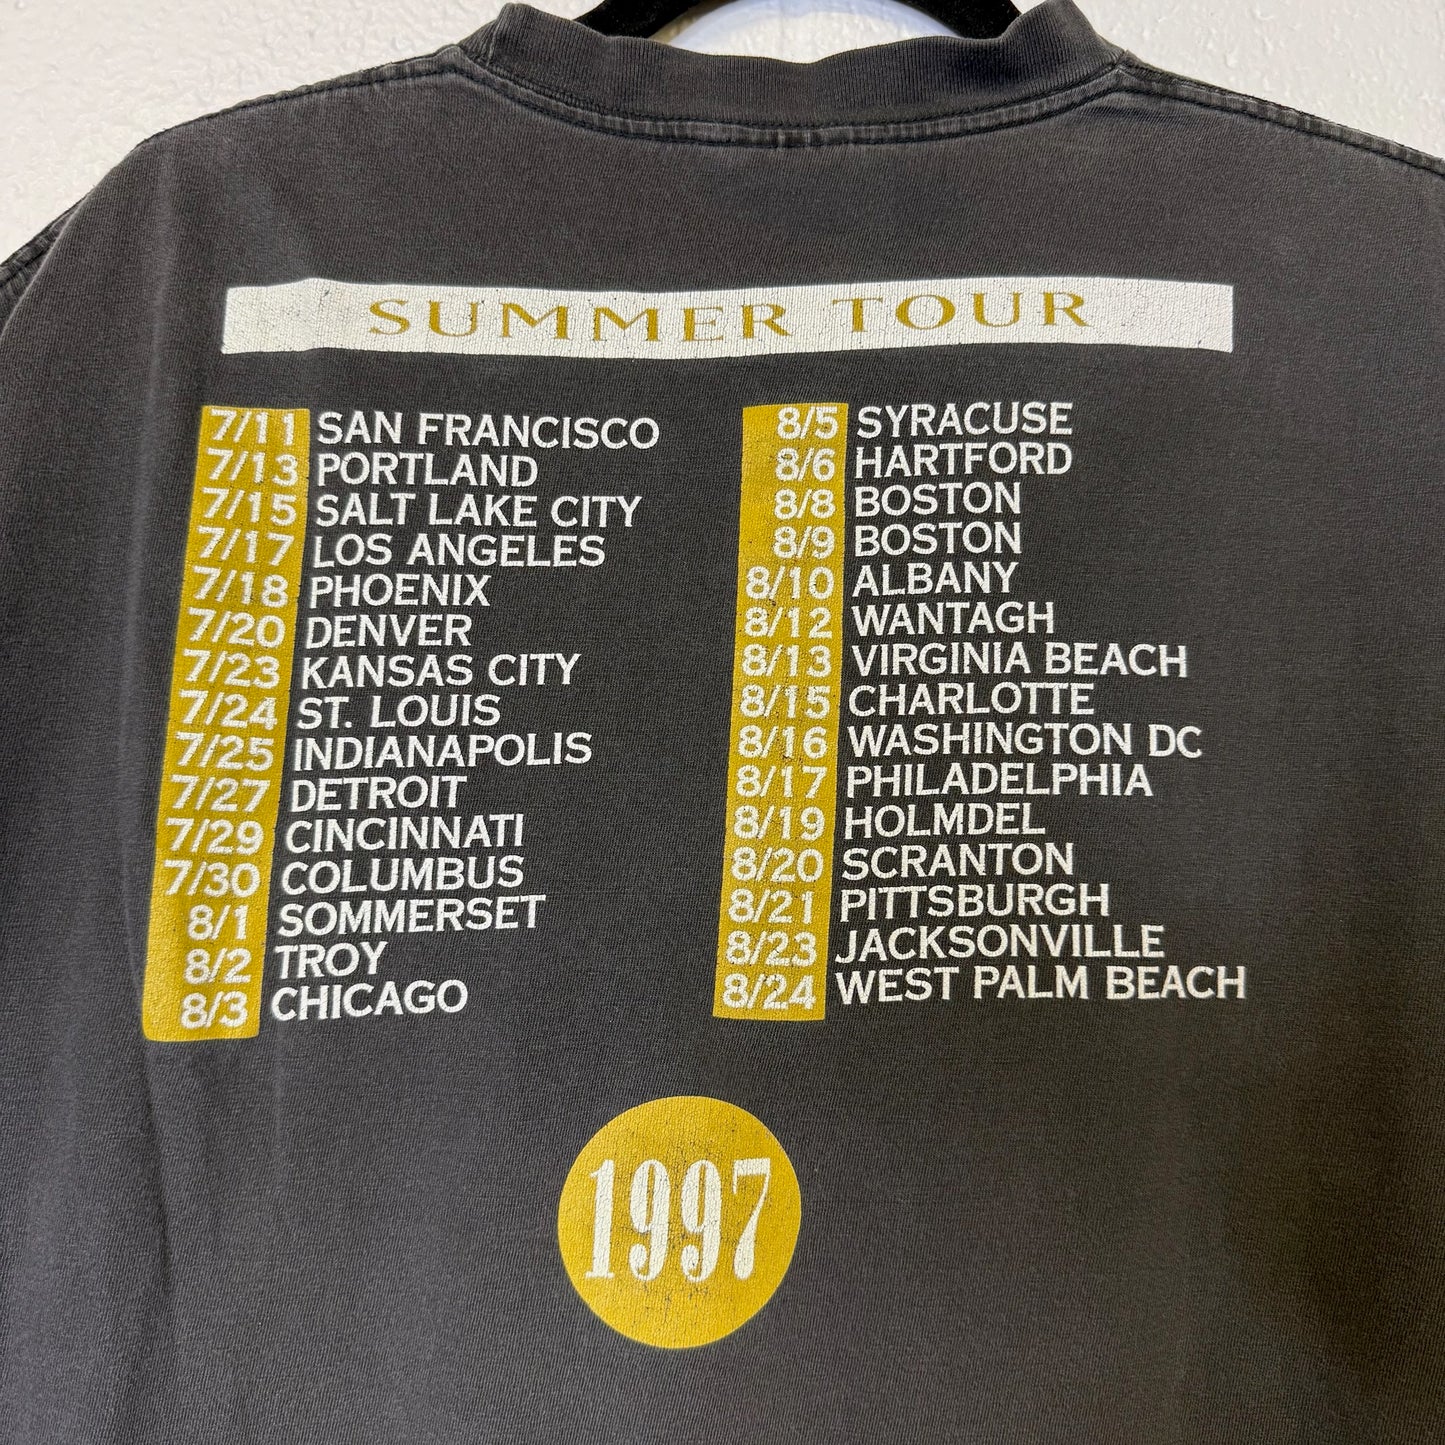 SUMMER TOUR
7/11 SAN FRANCISCO
7/13 PORTLAND
7/15 SALT LAKE CITY
7/17 LOS ANGELES
7/18 PHOENIX
7/20 DENVER
7/23 KANSAS CITY
7/24 ST. LOUIS
7/25 INDIANAPOLIS
7/27 DETROIT
7/29 CINCINNATI
7/30 COLUMBUS
8/1 SOMMERSET
8/2 TROY
8/3 CHICAGO
8/5 SYRACUSE
8/6 HARTFORD
8/8 BOSTON
8/9 BOSTON
8/10 ALBANY
8/12 WANTAGH
8/13 VIRGINIA BEACH
8/15 CHARLOTTE
8/16 WASHINGTON DC
8/17 PHILADELPHIA
8/19 HOLMDEL
8/20 SCRANTON
8/21 PITTSBURGH
8/23 JACKSONVILLE
8/24 WEST PALM BEACH
1997